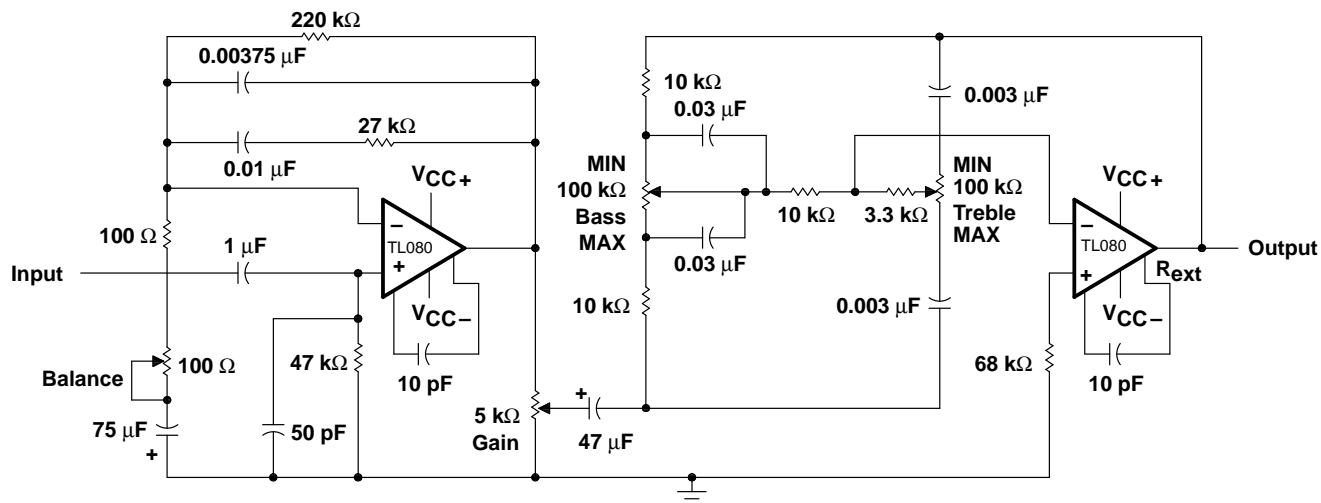 220 kΩ
0.00375 μF
27 kΩ
0.01 μF
VCC+
−
TL080
+
VCC−
100 Ω
1 μF
Input
47 kΩ
10 pF
100 Ω
Balance
75 μF
+
50 pF
5 kΩ
Gain
+
47 μF
10 kΩ
0.03 μF
MIN
100 kΩ
Bass
MAX
0.03 μF
10 kΩ
10 kΩ
3.3 kΩ
0.003 μF
MIN
100 kΩ
Treble
MAX
0.003 μF
VCC+
−
TL080
+
VCC−
Rext
Output
68 kΩ
10 pF